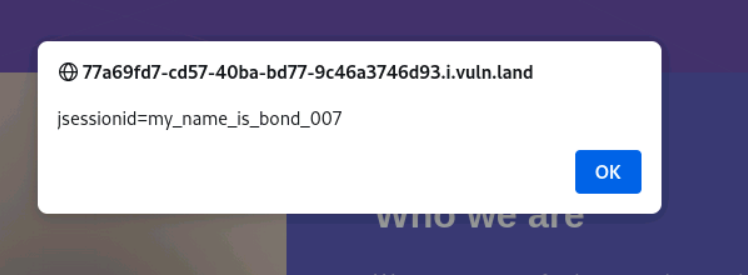 77a69fd7-cd57-40ba-bd77-9c46a3746d93.i.vuln.land
jsessionid=my_name_is_bond_007
OK
Who we are